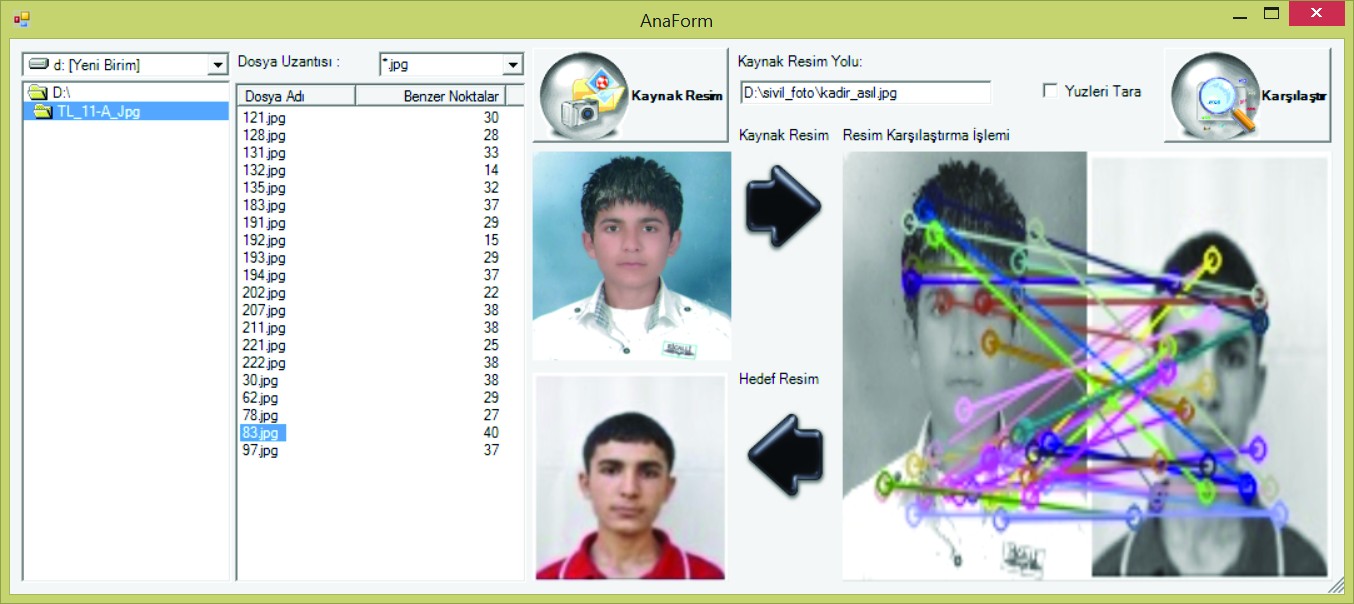 AnaForm
d: [Yeni Birim]
Dosya Uzantısı :
*.jpg
D:\
TL_11-A_Jpg
Dosya Adı Benzer Noktalar
121.jpg 30
128.jpg 28
131.jpg 33
132.jpg 14
135.jpg 32
183.jpg 37
191.jpg 29
192.jpg 15
193.jpg 29
194.jpg 37
202.jpg 22
207.jpg 38
211.jpg 38
221.jpg 25
222.jpg 38
30.jpg 38
62.jpg 29
78.jpg 27
83.jpg 40
97.jpg 37
Kaynak Resim
Kaynak Resim Yolu:
D:\sivil_foto\kadir_asil.jpg
Yuzleri Tara
Karşılaştır
Kaynak Resim
Resim Karşılaştırma İşlemi
Hedef Resim